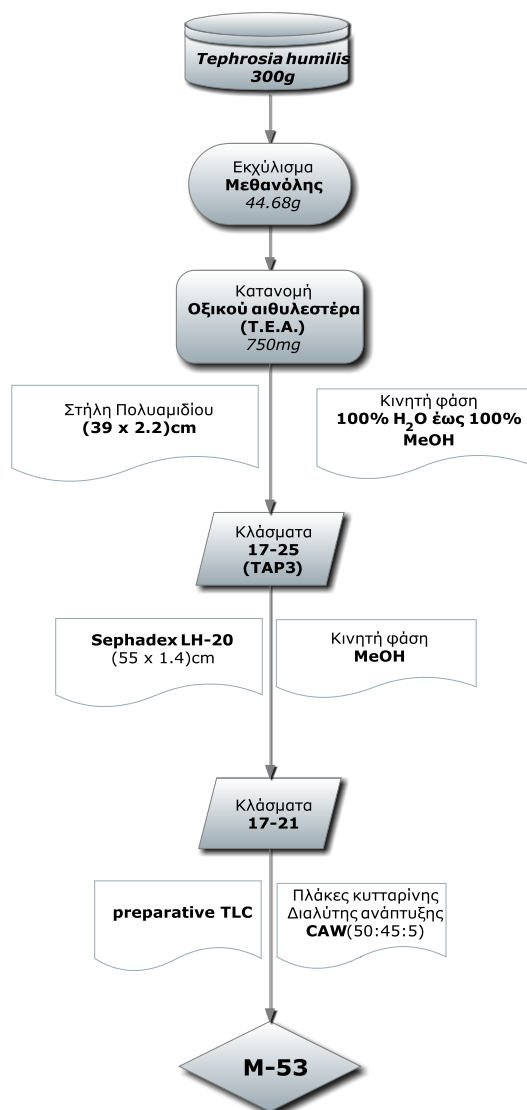 Tephrosia humilis
300g
Εκχύλισμα
Μεθανόλης
44.68g
Κατανομή
Οξικού αιθυλεστέρα
(Τ.Ε.Α.)
750mg
Στήλη Πολυαμιδίου
(39 x 2.2)cm
Κινητή φάση
100% H2O έως 100%
MeOH
Κλάσματα
17-25
(TAP3)
Sephadex LH-20
(55 x 1.4)cm
Κινητή φάση
MeOH
Κλάσματα
17-21
preparative TLC
Πλάκες κυτταρίνης
Διαλύτης ανάπτυξης
CAW(50:45:5)
M-53